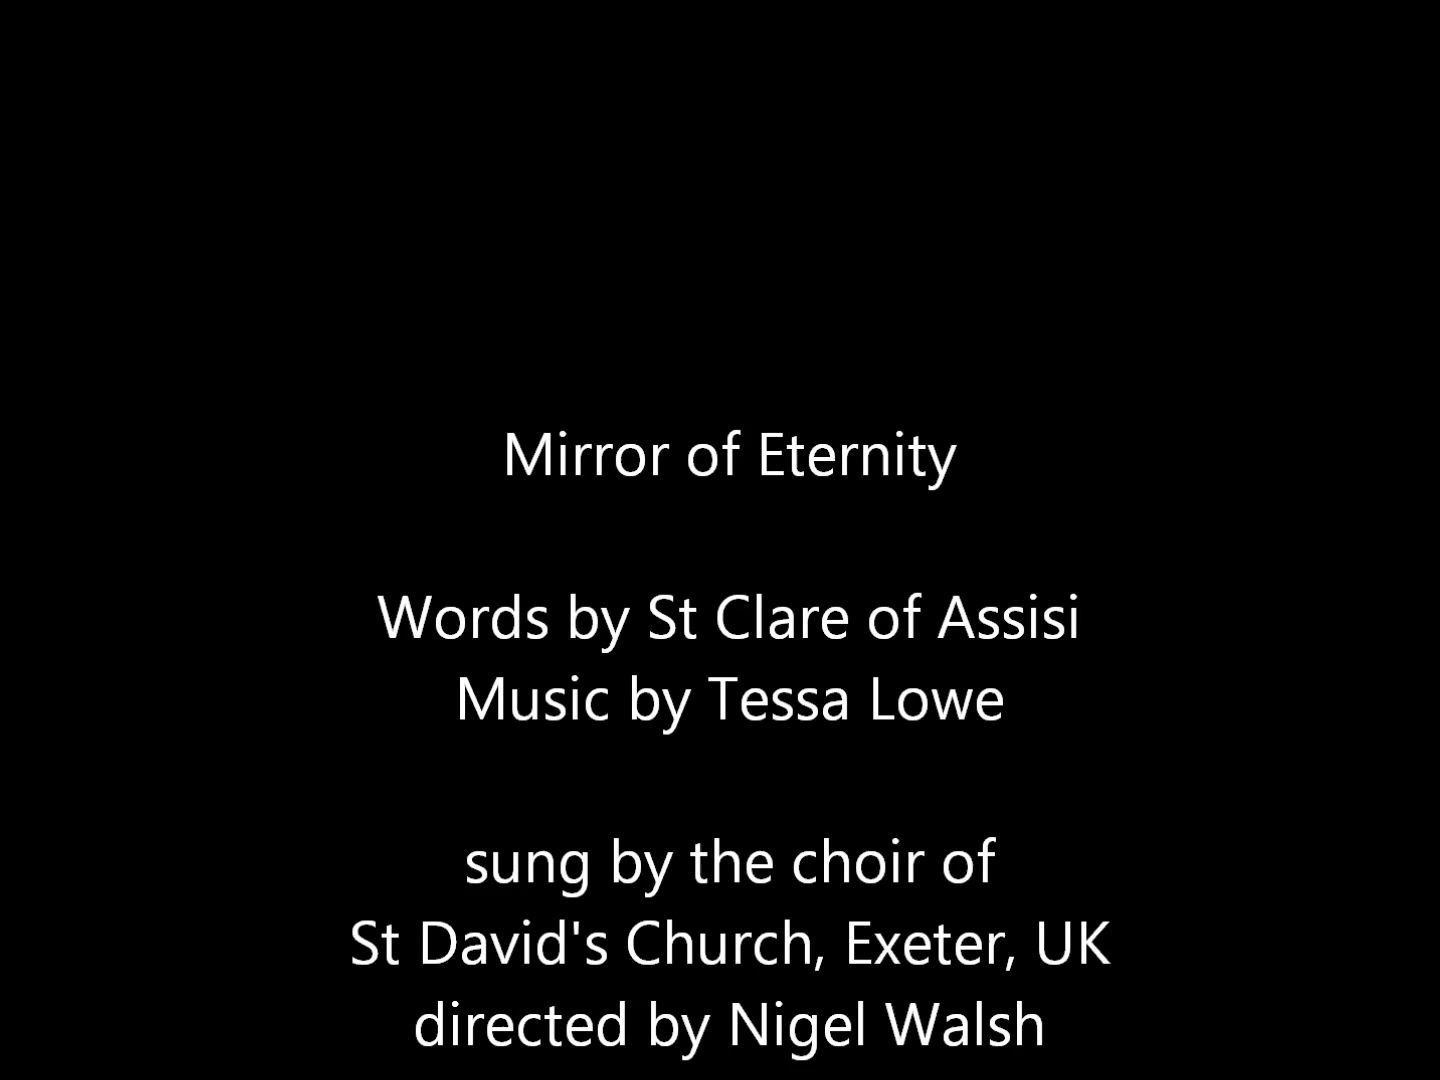 Mirror of Eternity
Words by St Clare of Assisi
Music by Tessa Lowe
sung by the choir of
St David's Church, Exeter, UK
directed by Nigel Walsh